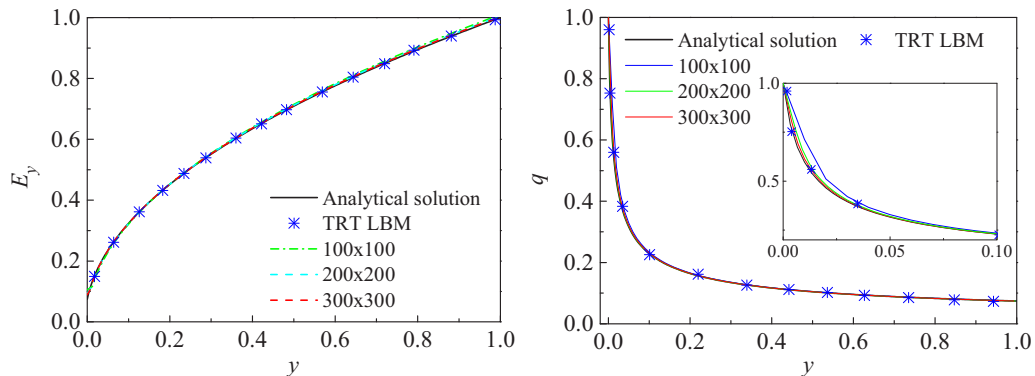 1.0
0.8
0.6
0.4
0.2
0.0
E_y
0.0 0.2 0.4 0.6 0.8 1.0
y
Analytical solution
TRT LBM
100x100
200x200
300x300
1.0
0.8
0.6
0.4
0.2
0.0
q
0.0 0.2 0.4 0.6 0.8 1.0
y
Analytical solution TRT LBM
100x100
200x200
300x300
1.0
0.5
0.00 0.05 0.10